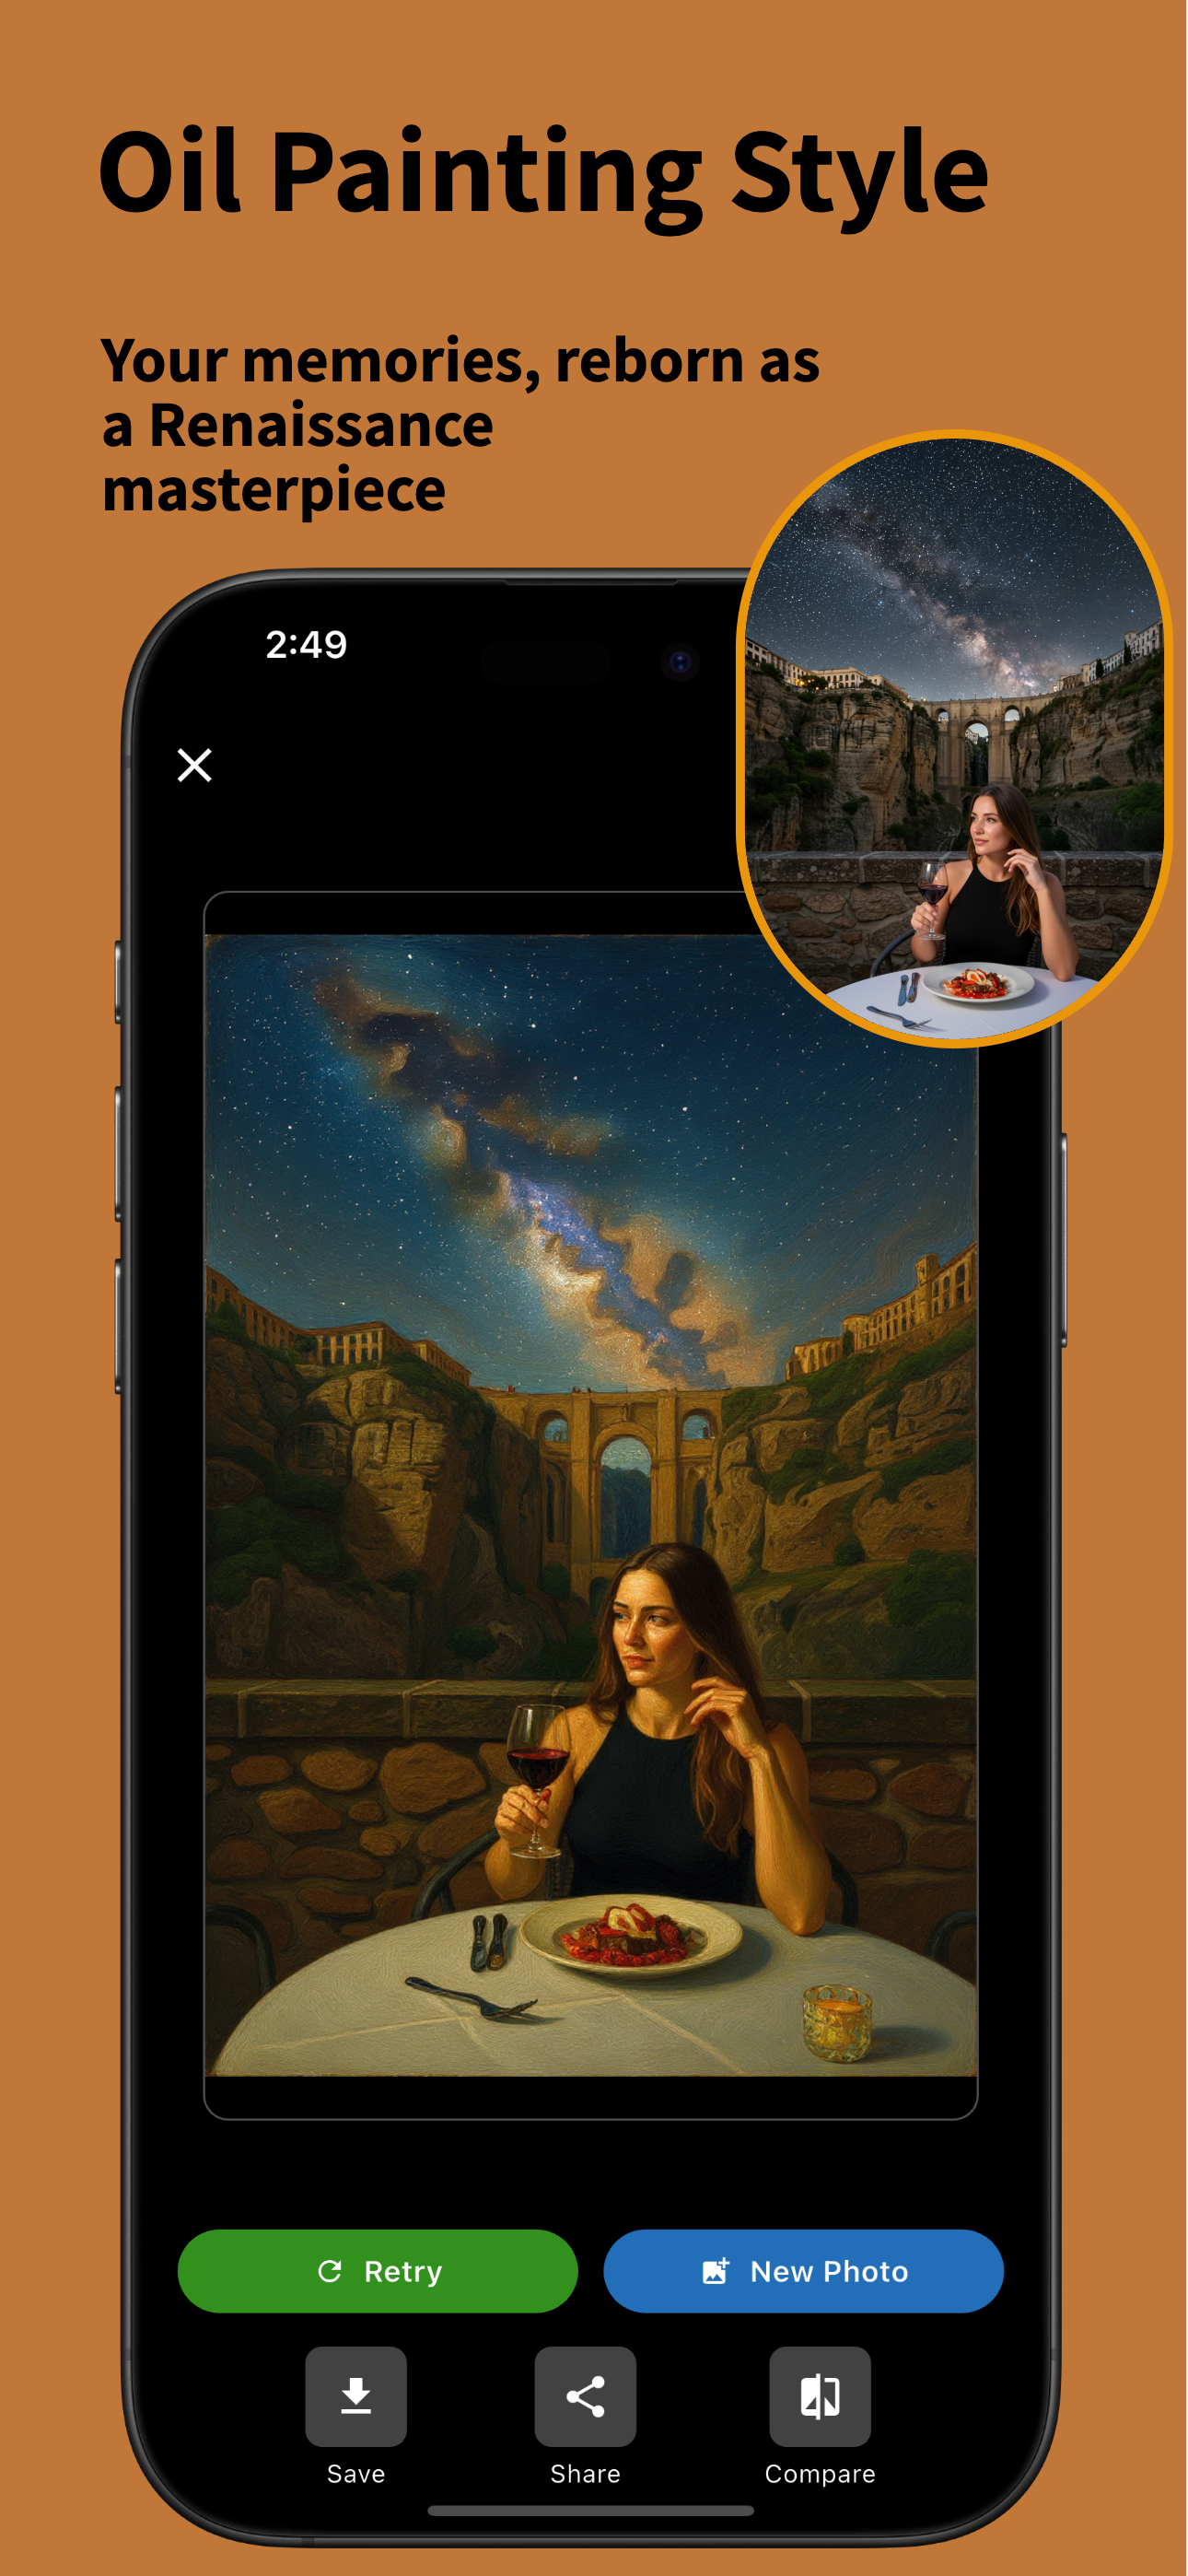 Oil Painting Style
Your memories, reborn as
a Renaissance
masterpiece
2:49
Retry
New Photo
Save
Share
Compare